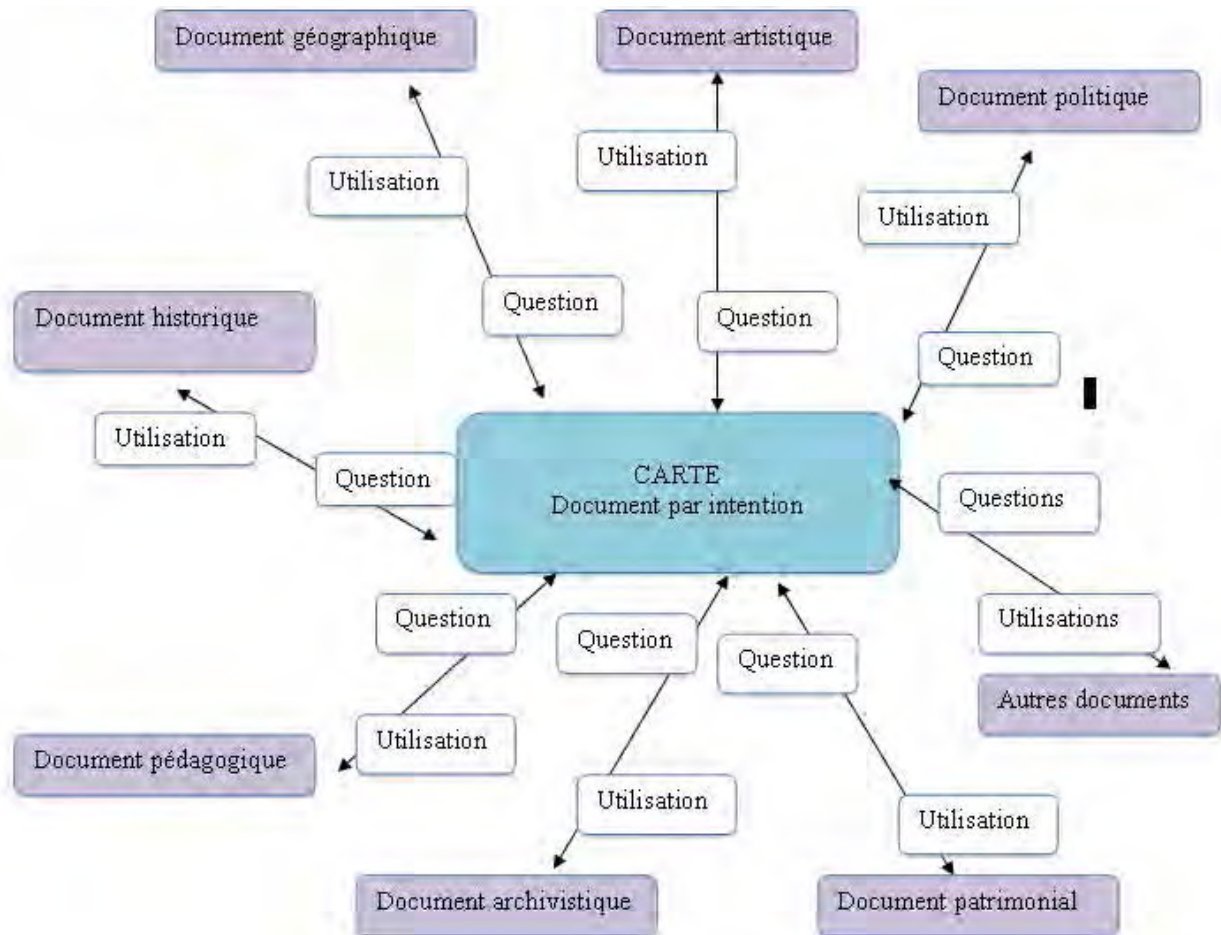 Document géographique
Document artistique
Document politique
Utilisation
Utilisation
Utilisation
Question
Question
Question
Document historique
Utilisation
Question
CARTE
Document par intention
Questions
Utilisations
Autres documents
Question
Question
Question
Utilisation
Document pédagogique
Utilisation
Utilisation
Document archivistique
Document patrimonial